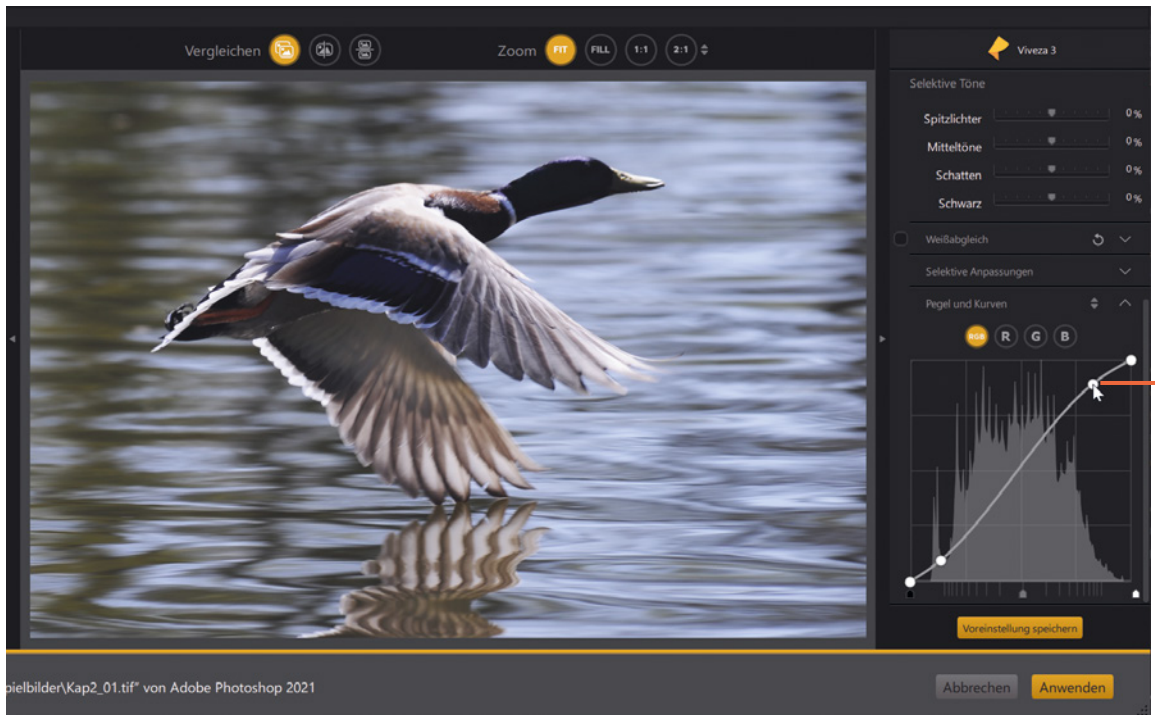 Vergleichen
Zoom FIT FILL 1:1 2:1
Viveza 3
Selektive Töne
Spitzlichter 0%
Mitteltöne 0%
Schatten 0%
Schwarz 0%
Weißabgleich
Selektive Anpassungen
Pegel und Kurven
RGB R G B
Voreinstellung speichern
pielbilder\Kap2_01.tif" von Adobe Photoshop 2021
Abbrechen Anwenden